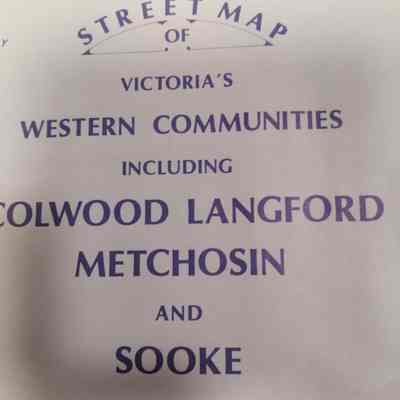 STREET MAP
OF
VICTORIA'S
WESTERN COMMUNITIES
INCLUDING
COLWOOD LANGFORD
METCHOSIN
AND
SOOKE